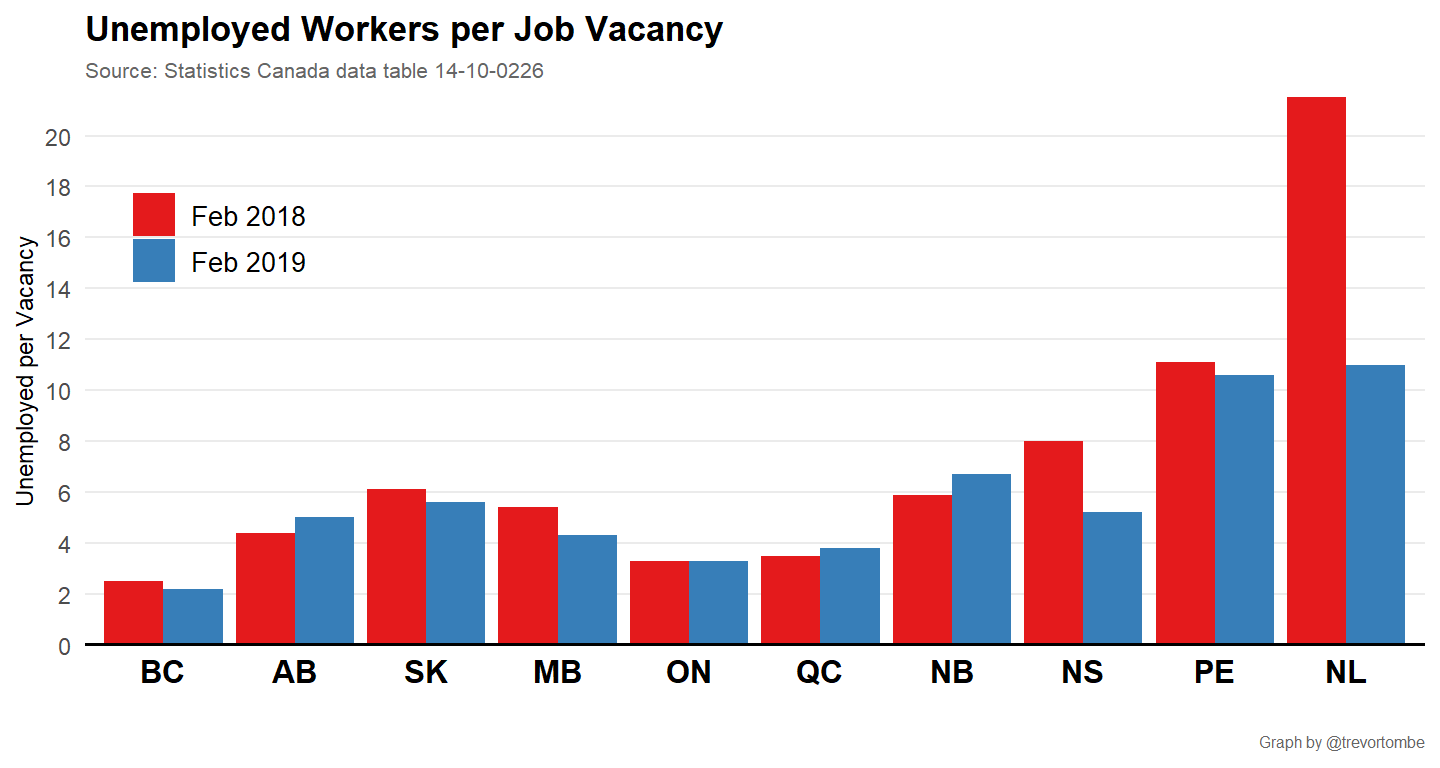 Unemployed Workers per Job Vacancy
Source: Statistics Canada data table 14-10-0226
Unemployed per Vacancy
20
18
16
14
12
10
8
6
4
2
0
Feb 2018
Feb 2019
BC AB SK MB ON QC NB NS PE NL
Graph by @trevortombe